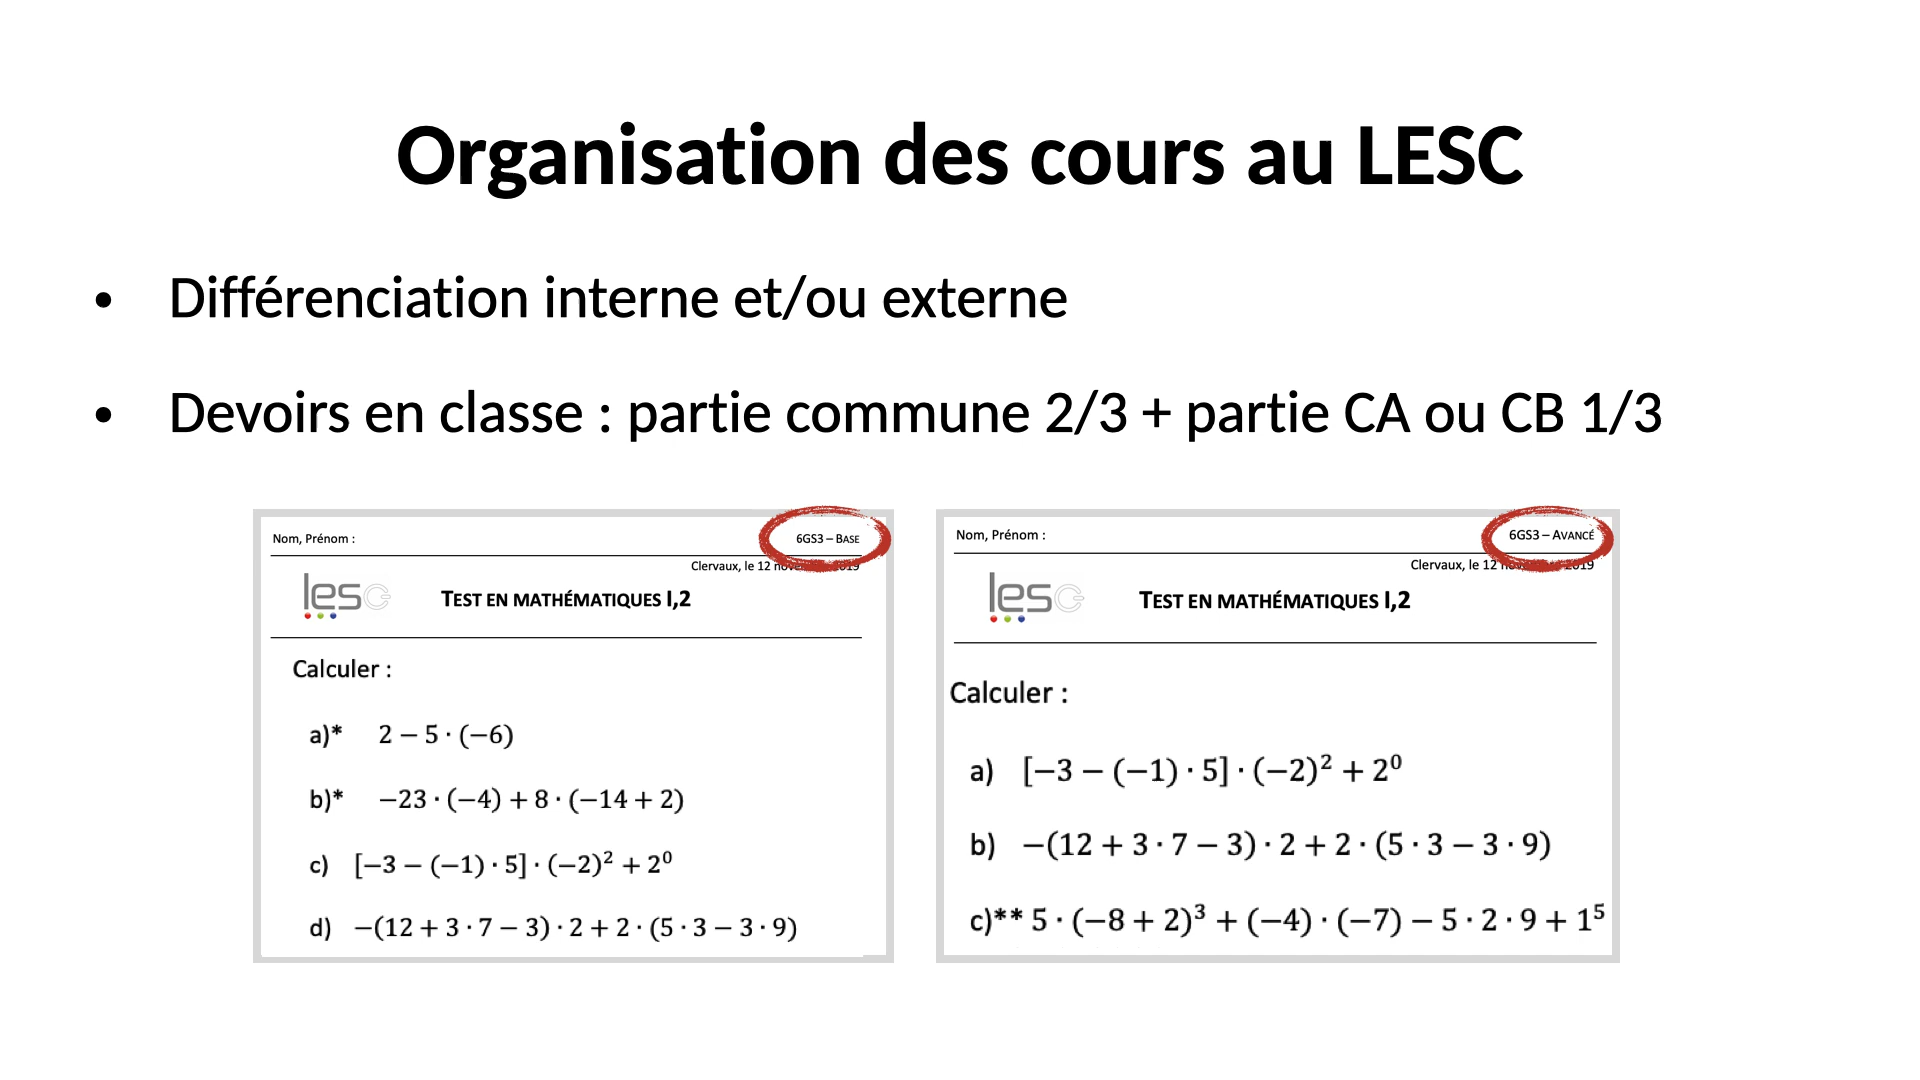 Organisation des cours au LESC
• Différenciation interne et/ou externe
• Devoirs en classe : partie commune 2/3 + partie CA ou CB 1/3
Nom, Prénom :
6GS3 – BASE
Clervaux, le 12 novembre 2019
lesc
TEST EN MATHÉMATIQUES I,2
Calculer :
a)* 2 − 5 · (−6)
b)* −23 · (−4) + 8 · (−14 + 2)
c) [−3 − (−1) · 5] · (−2)² + 2⁰
d) −(12 + 3 · 7 − 3) · 2 + 2 · (5 · 3 − 3 · 9)
Nom, Prénom :
6GS3 – AVANCÉ
Clervaux, le 12 novembre 2019
lesc
TEST EN MATHÉMATIQUES I,2
Calculer :
a) [−3 − (−1) · 5] · (−2)² + 2⁰
b) −(12 + 3 · 7 − 3) · 2 + 2 · (5 · 3 − 3 · 9)
c)** 5 · (−8 + 2)³ + (−4) · (−7) − 5 · 2 · 9 + 1⁵